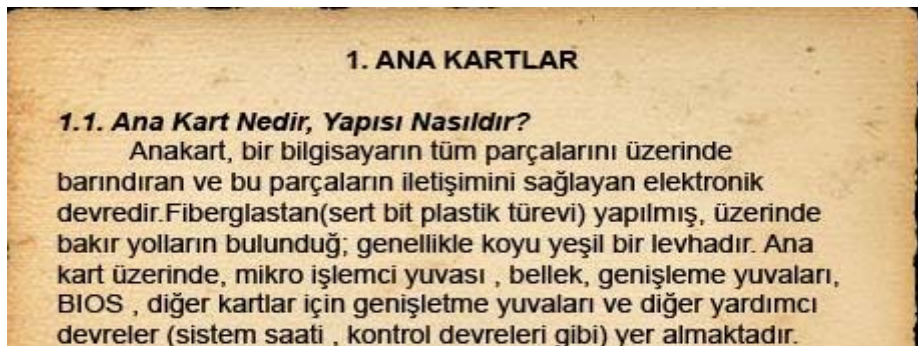 1. ANA KARTLAR
1.1. Ana Kart Nedir, Yapısı Nasıldır?
Anakart, bir bilgisayarın tüm parçalarını üzerinde
barındıran ve bu parçaların iletişimini sağlayan elektronik
devredir.Fiberglastan(sert bit plastik türevi) yapılmış, üzerinde
bakır yolların bulunduğ; genellikle koyu yeşil bir levhadır. Ana
kart üzerinde, mikro işlemci yuvası , bellek, genişleme yuvaları,
BIOS , diğer kartlar için genişletme yuvaları ve diğer yardımcı
devreler (sistem saati , kontrol devreleri gibi) yer almaktadır.